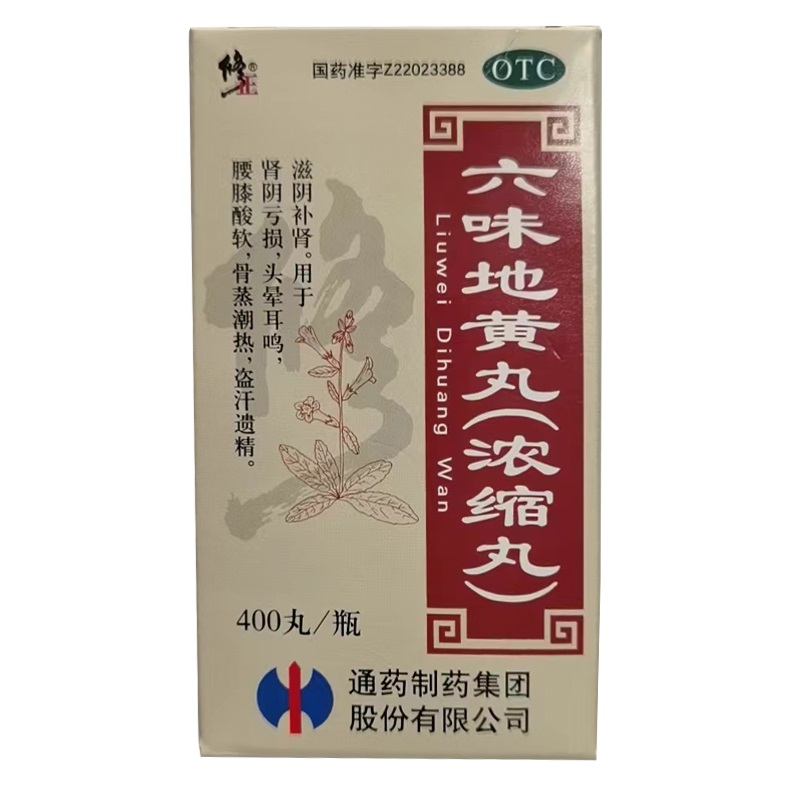 修正®
国药准字Z22023388
OTC
六味地黄丸(浓缩丸)
Liuwei Dihuang Wan
滋阴补肾。用于
肾阴亏损,头晕耳鸣,
腰膝酸软,骨蒸潮热,盗汗遗精。
400丸/瓶
通药制药集团
股份有限公司